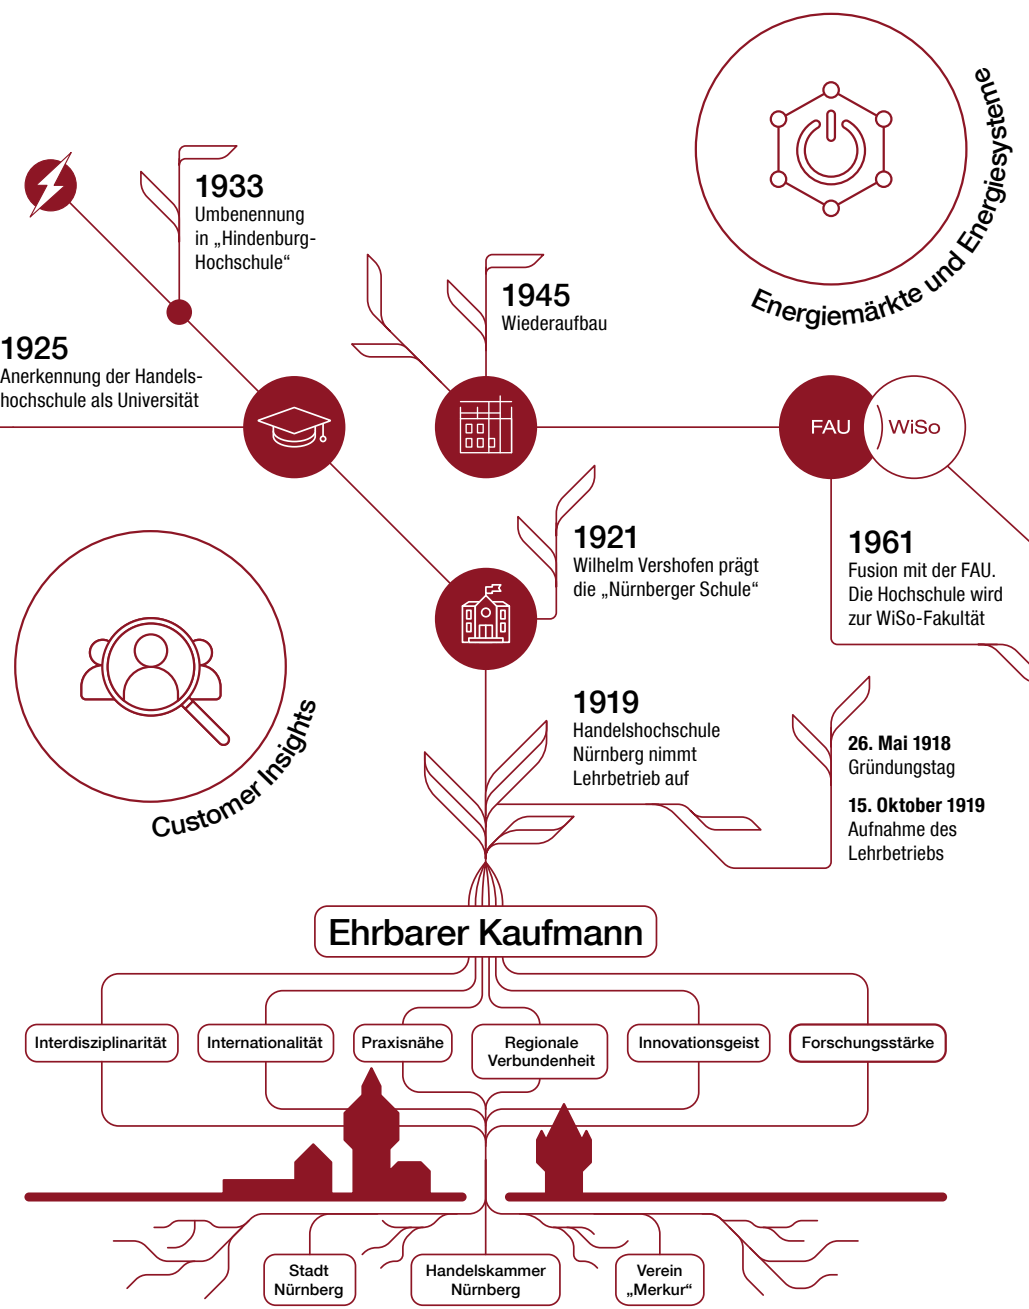 Energiemärkte und Energiesysteme
1933
Umbenennung
in „Hindenburg-
Hochschule“
1945
Wiederaufbau
1925
Anerkennung der Handels-
hochschule als Universität
FAU
WiSo
1921
Wilhelm Vershofen prägt
die „Nürnberger Schule“
1961
Fusion mit der FAU.
Die Hochschule wird
zur WiSo-Fakultät
Customer Insights
1919
Handelshochschule
Nürnberg nimmt
Lehrbetrieb auf
26. Mai 1918
Gründungstag
15. Oktober 1919
Aufnahme des
Lehrbetriebs
Ehrbarer Kaufmann
Interdisziplinarität
Internationalität
Praxisnähe
Regionale
Verbundenheit
Innovationsgeist
Forschungsstärke
Stadt
Nürnberg
Handelskammer
Nürnberg
Verein
„Merkur“